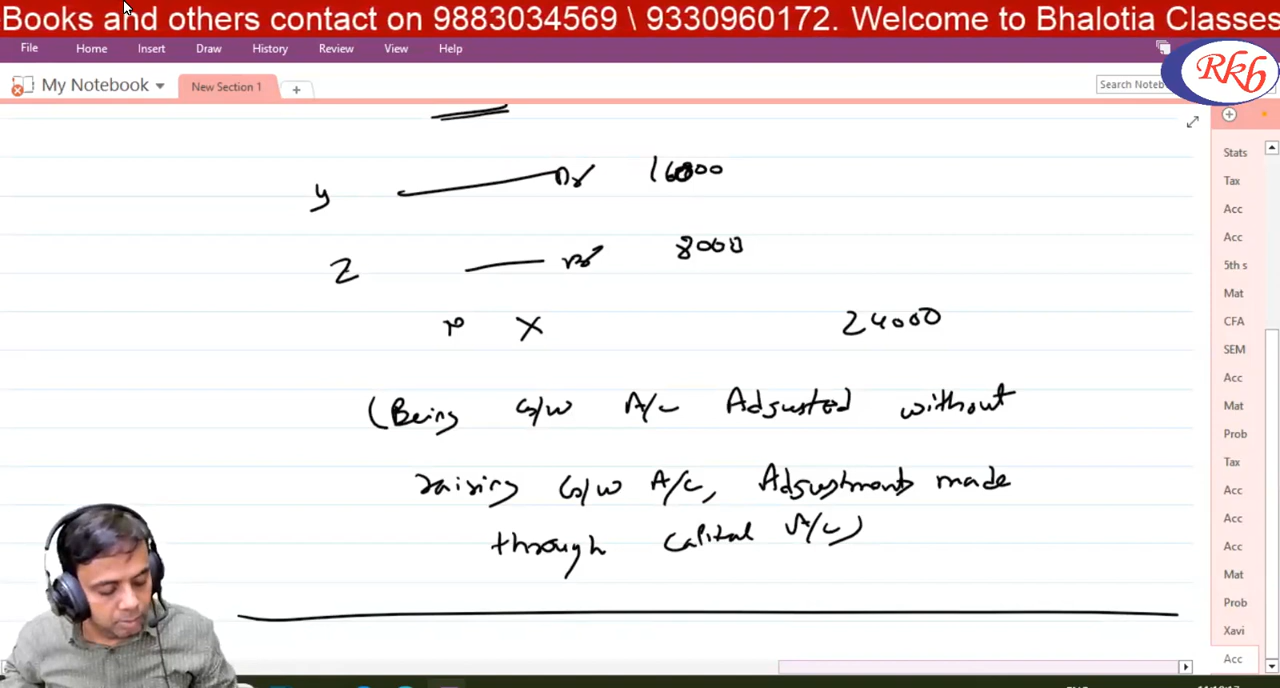 Books and others contact on 9883034569 \ 9330960172. Welcome to Bhalotia Classes
File Home Insert Draw History Review View Help
Rkb
My Notebook New Section 1 + Search Noteb
Stats
Tax
Acc
Acc
5th s
Mat
CFA
SEM
Acc
Mat
Prob
Tax
Acc
Acc
Acc
Mat
Prob
Xavi
Acc
y Dr 16000
Z Dr 8000
To X 24000
(Being G/W A/C Adjusted without
raising G/W A/C, Adjustment made
through capital A/C)